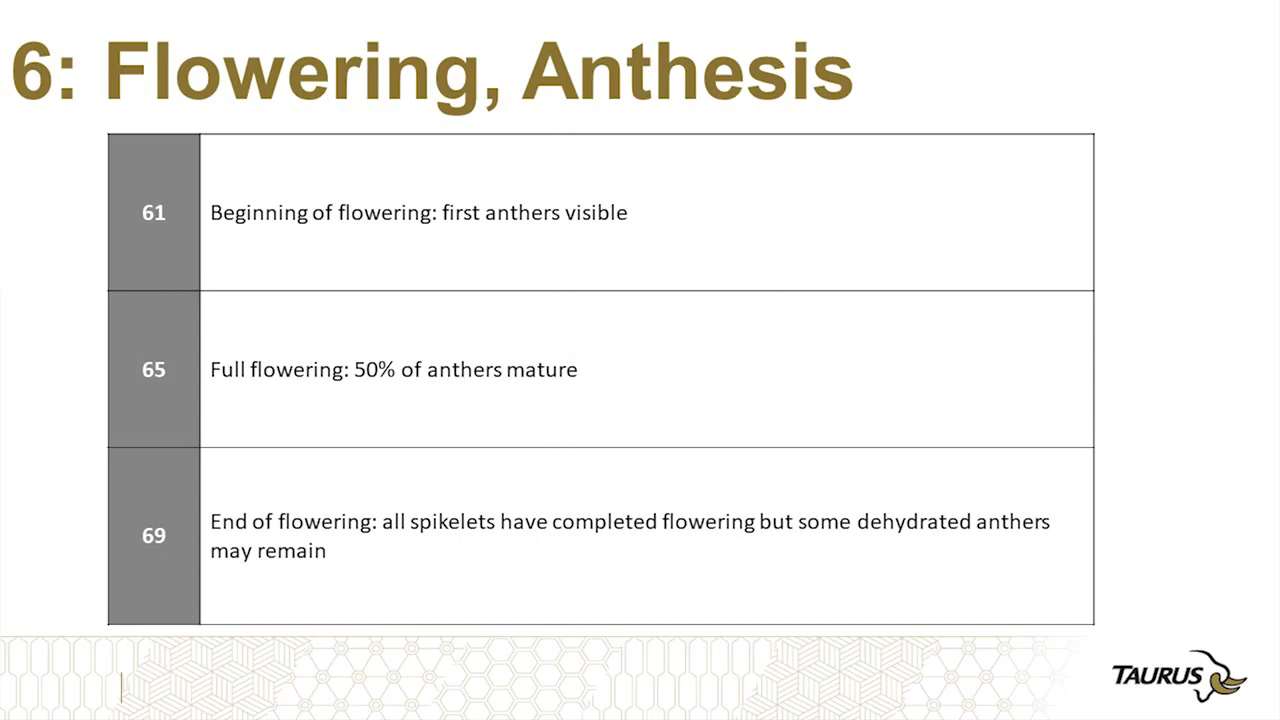 6: Flowering, Anthesis
61
Beginning of flowering: first anthers visible
65
Full flowering: 50% of anthers mature
69
End of flowering: all spikelets have completed flowering but some dehydrated anthers
may remain
TAURUS